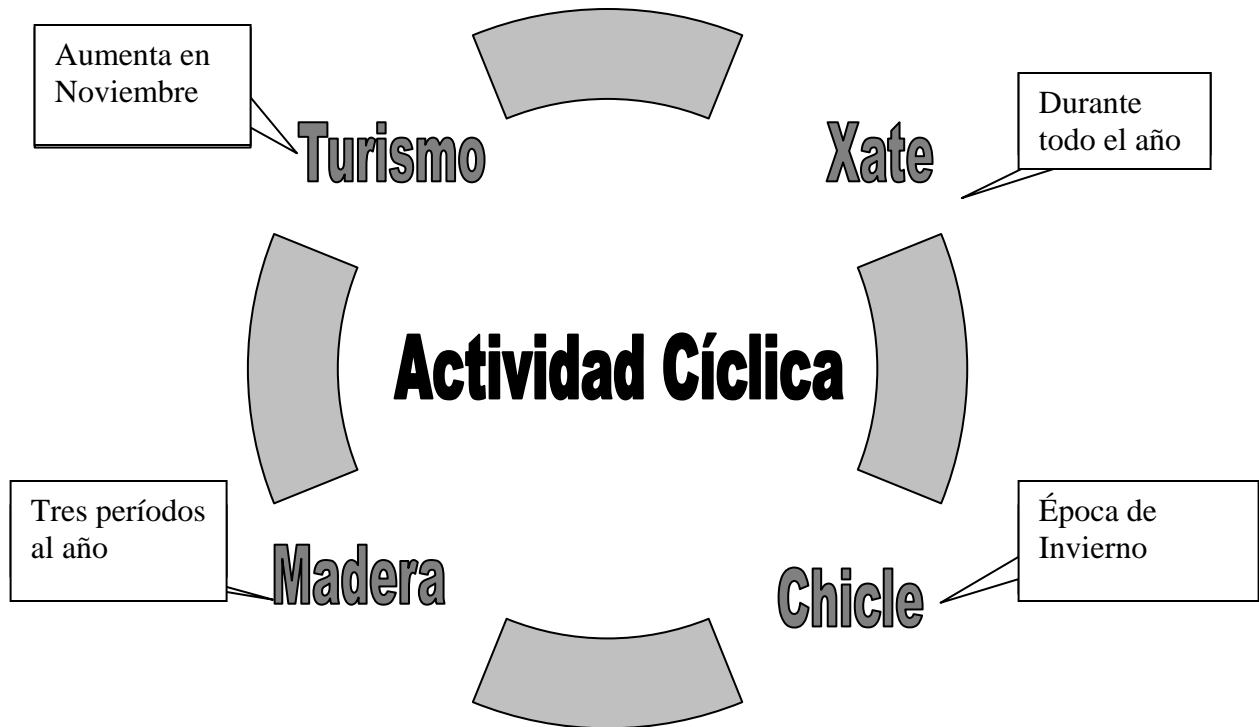 Aumenta en
Noviembre
Turismo
Xate
Durante
todo el año
Actividad Cíclica
Tres períodos
al año
Madera
Época de
Invierno
Chicle